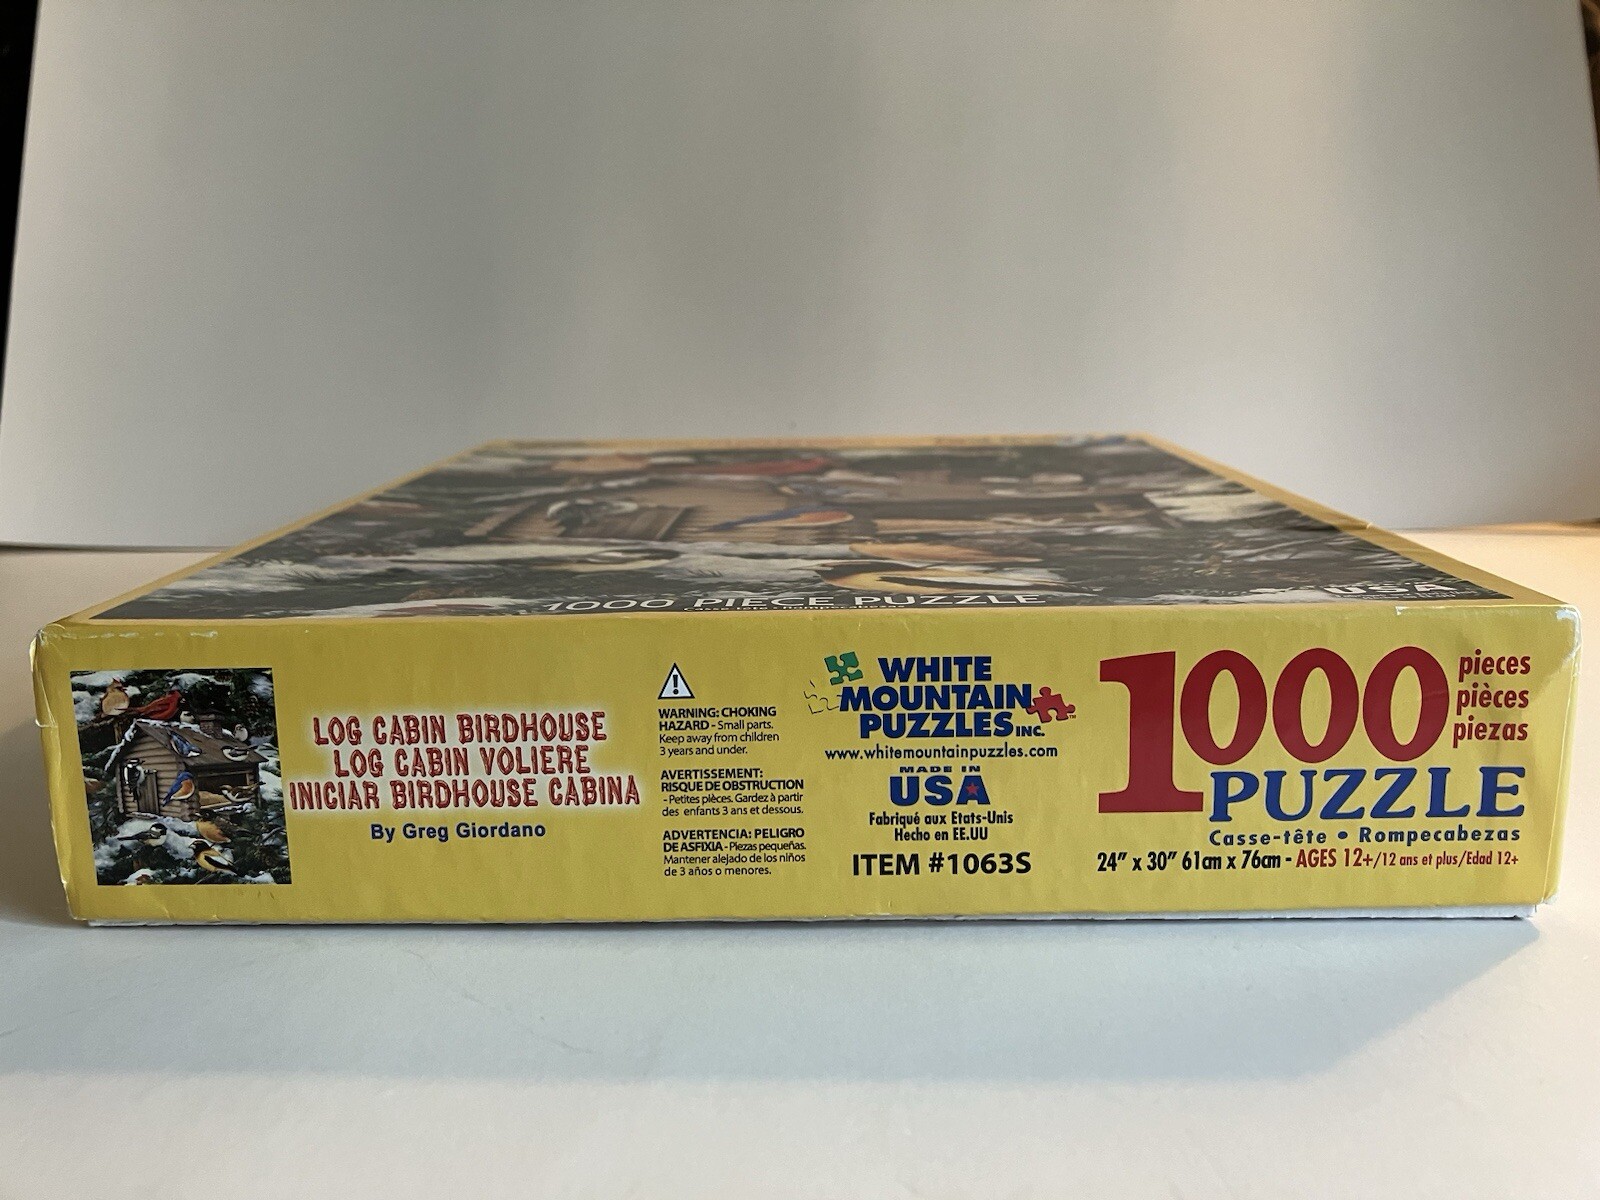 1000 PIECE PUZZLE
USA
LOG CABIN BIRDHOUSE
LOG CABIN VOLIERE
INICIAR BIRDHOUSE CABINA
By Greg Giordano
WARNING: CHOKING
HAZARD - Small parts.
Keep away from children
3 years and under.
AVERTISSEMENT:
RISQUE DE OBSTRUCTION
- Petites pièces. Gardez à partir
des enfants 3 ans et dessous.
ADVERTENCIA: PELIGRO
DE ASFIXIA - Piezas pequeñas.
Mantener alejado de los niños
de 3 años o menores.
WHITE
MOUNTAIN
PUZZLES INC.
www.whitemountainpuzzles.com
MADE IN
USA
Fabriqué aux Etats-Unis
Hecho en EE.UU
ITEM #1063S
1000
pieces
pièces
piezas
PUZZLE
Casse-tête • Rompecabezas
24” x 30” 61cm x 76cm - AGES 12+/12 ans et plus/Edad 12+